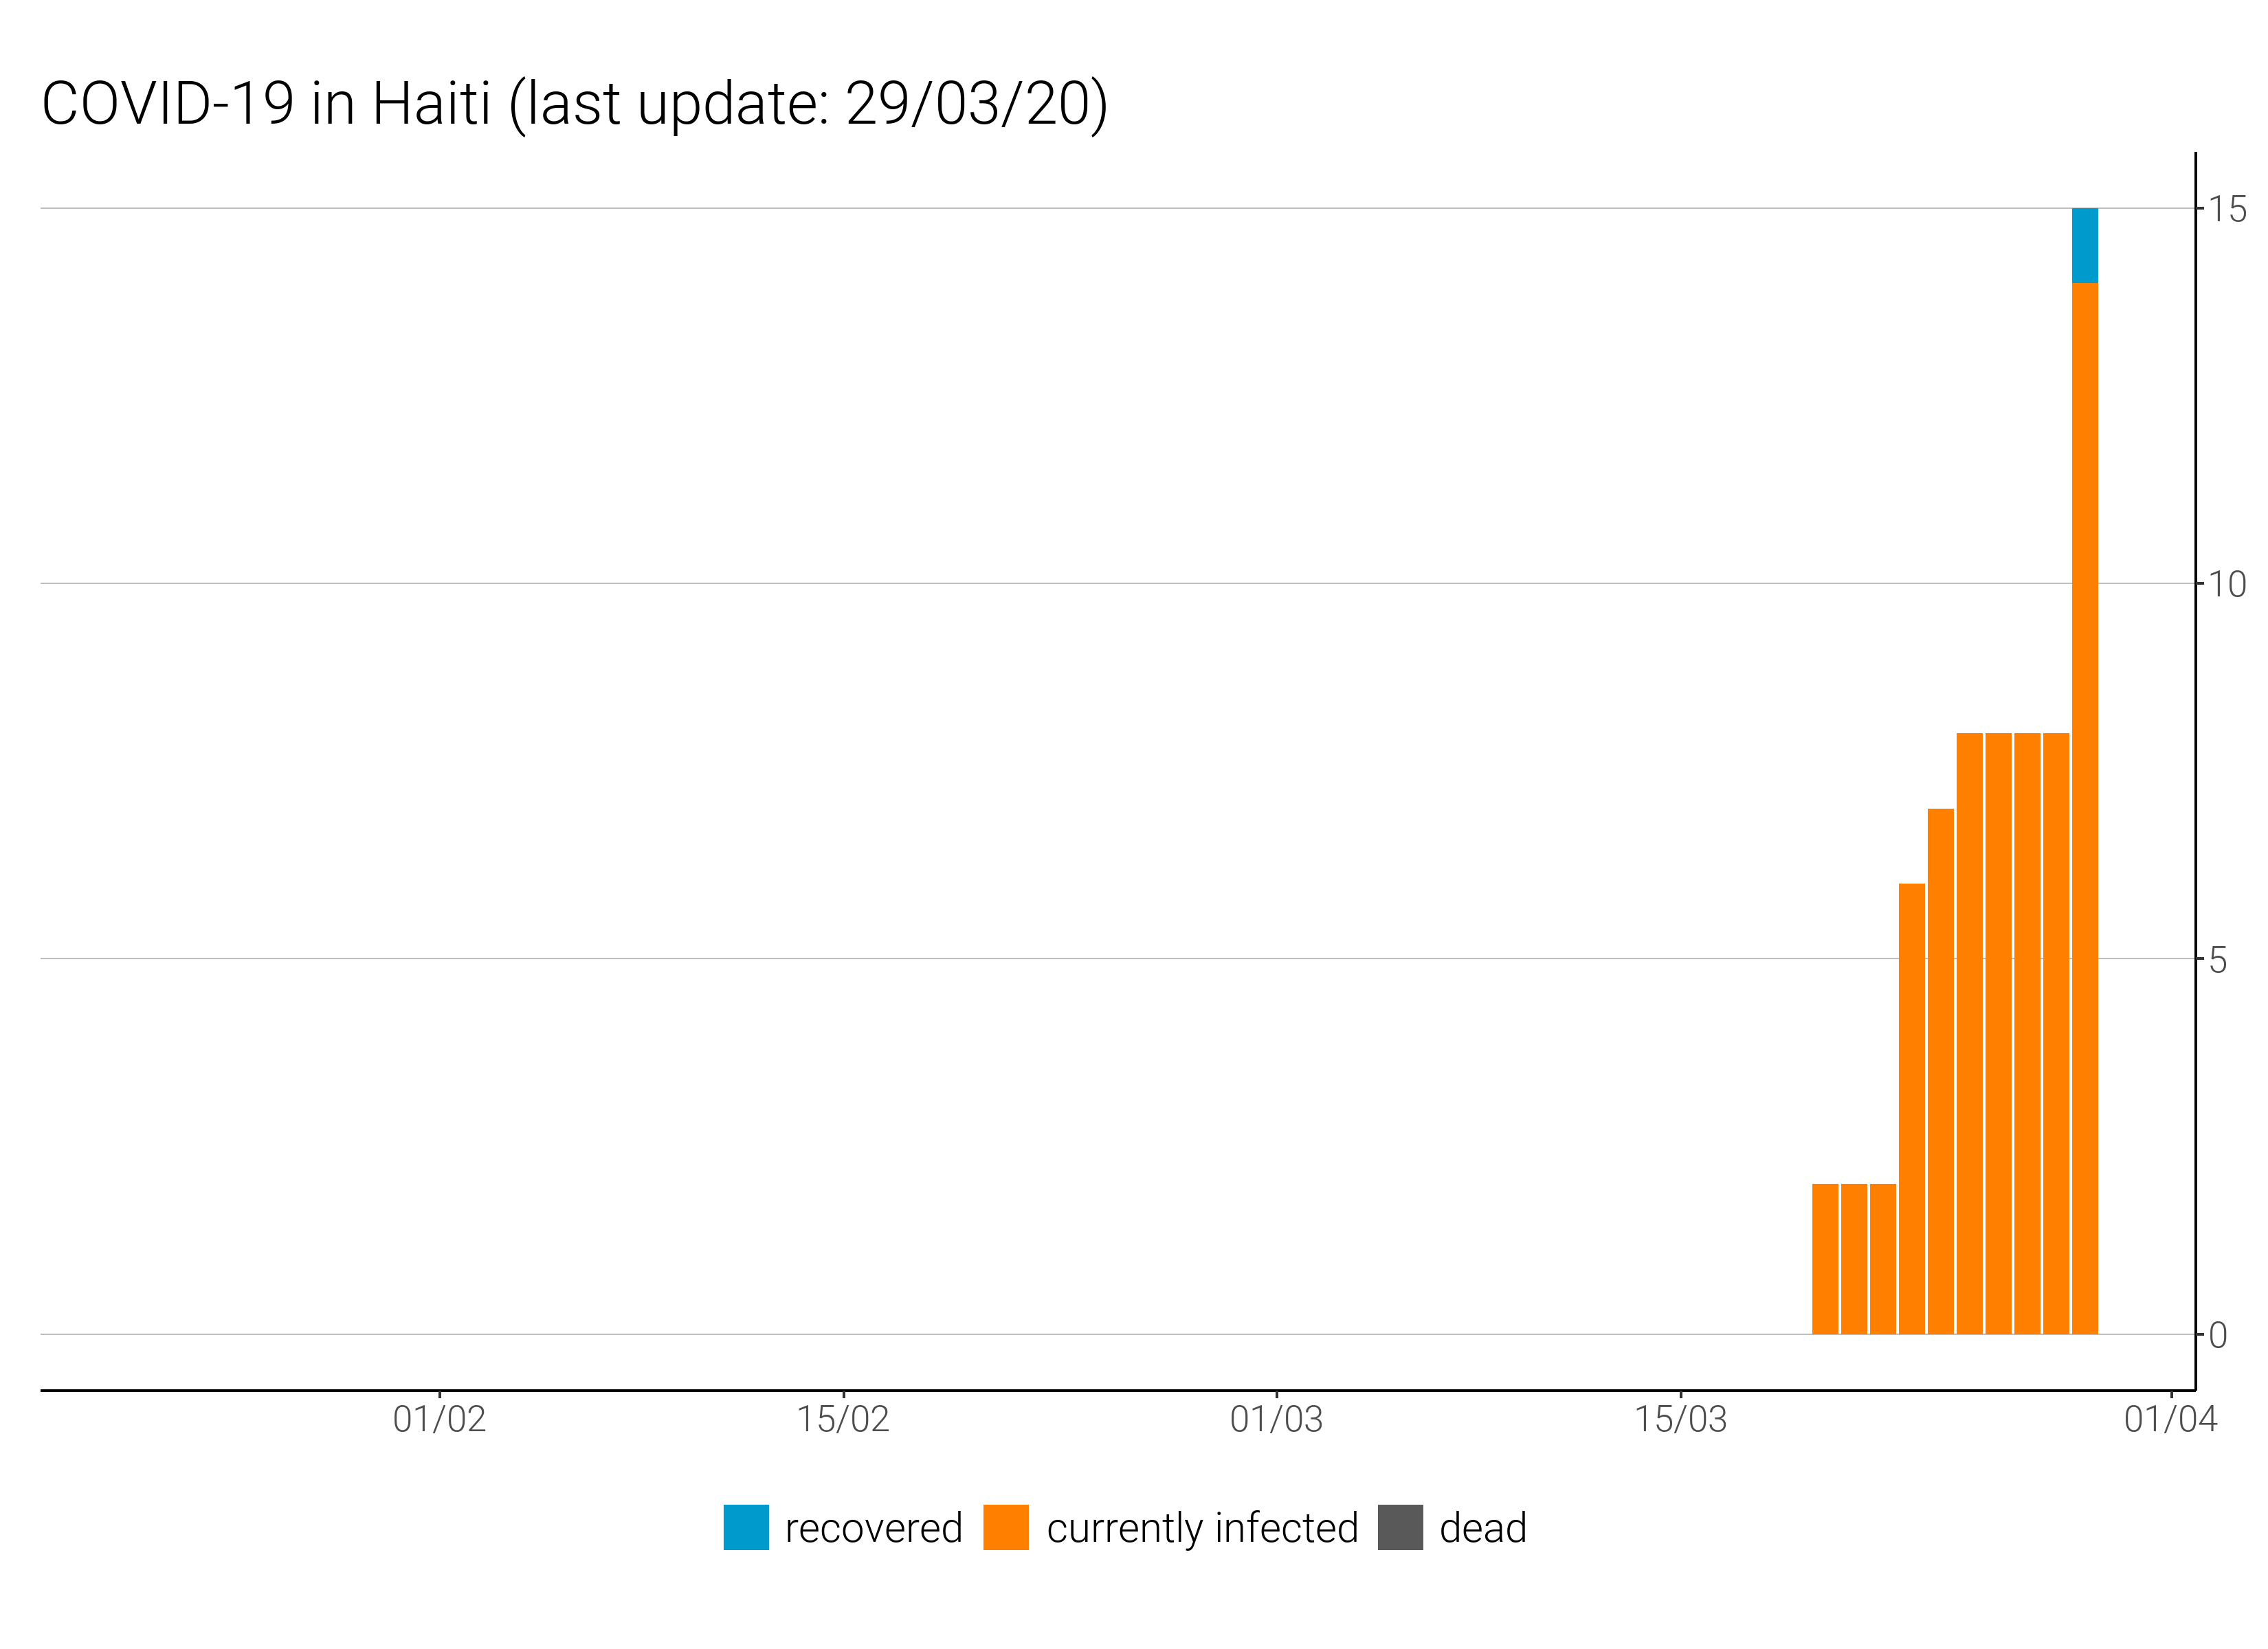 COVID-19 in Haiti (last update: 29/03/20)
15
10
5
0
01/02 15/02 01/03 15/03 01/04
recovered currently infected dead